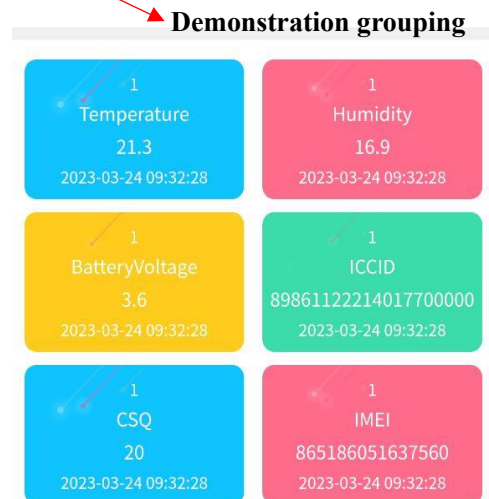 Demonstration grouping
1
Temperature
21.3
2023-03-24 09:32:28
1
Humidity
16.9
2023-03-24 09:32:28
1
BatteryVoltage
3.6
2023-03-24 09:32:28
1
ICCID
89861122214017700000
2023-03-24 09:32:28
1
CSQ
20
2023-03-24 09:32:28
1
IMEI
865186051637560
2023-03-24 09:32:28